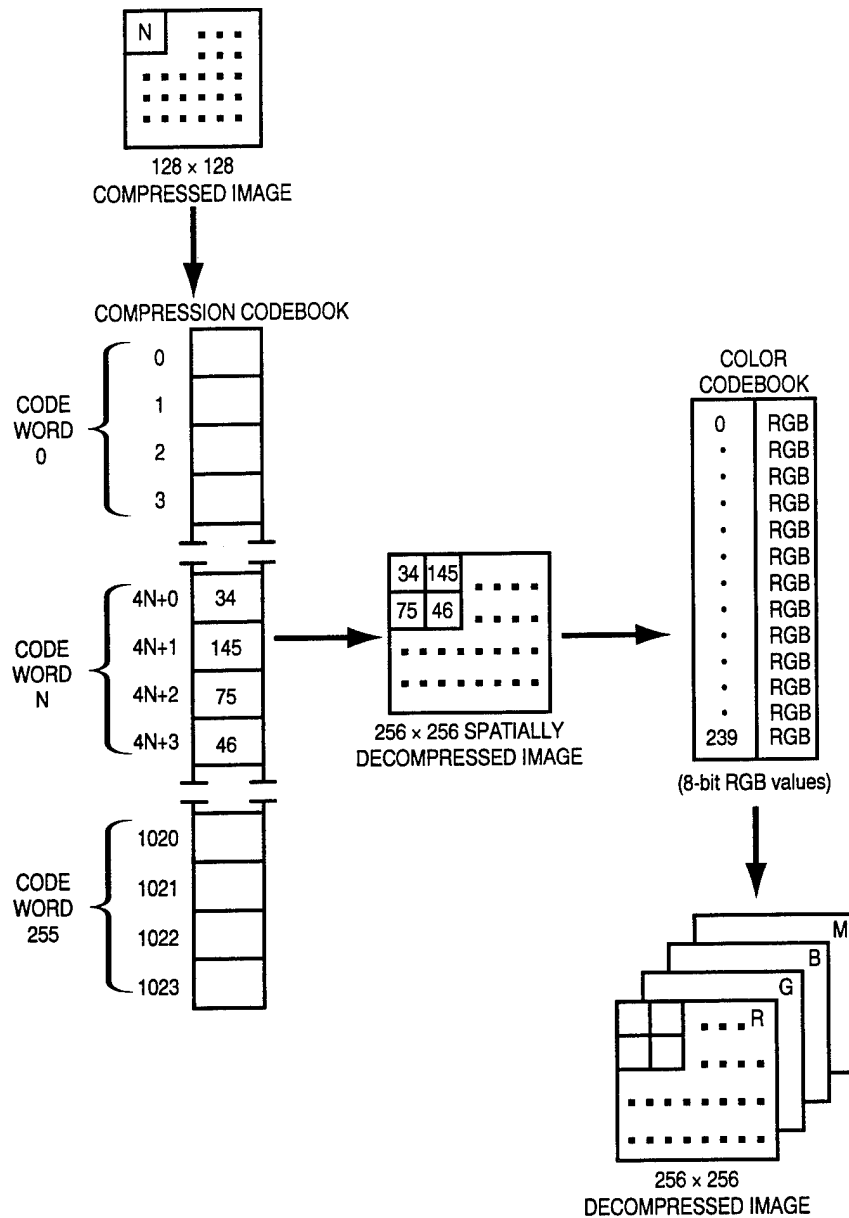 N
128 × 128
COMPRESSED IMAGE
COMPRESSION CODEBOOK
CODE
WORD
0
0
1
2
3
CODE
WORD
N
4N+0 34
4N+1 145
4N+2 75
4N+3 46
CODE
WORD
255
1020
1021
1022
1023
34 145
75 46
256 × 256 SPATIALLY
DECOMPRESSED IMAGE
COLOR
CODEBOOK
0 RGB
RGB
RGB
RGB
RGB
RGB
RGB
RGB
RGB
RGB
RGB
RGB
239 RGB
(8-bit RGB values)
M
B
G
R
256 × 256
DECOMPRESSED IMAGE